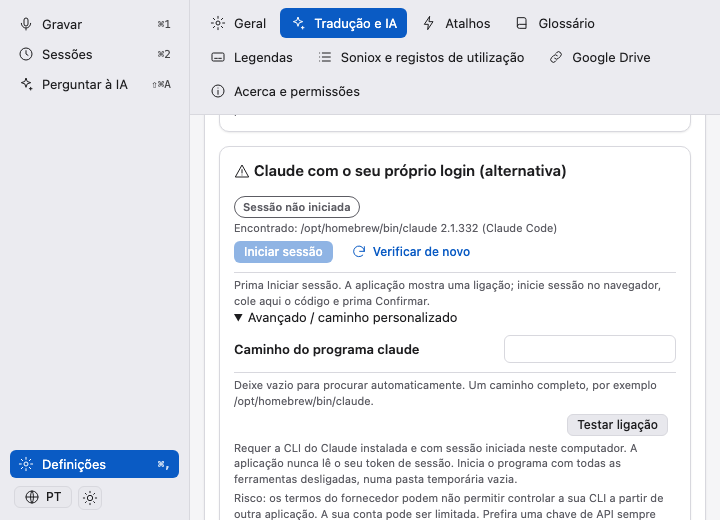 Gravar ⌘1
Sessões ⌘2
Perguntar à IA ⇧⌘A
Geral Tradução e IA Atalhos Glossário
Legendas Soniox e registos de utilização Google Drive
Acerca e permissões
Claude com o seu próprio login (alternativa)
Sessão não iniciada
Encontrado: /opt/homebrew/bin/claude 2.1.332 (Claude Code)
Iniciar sessão Verificar de novo
Prima Iniciar sessão. A aplicação mostra uma ligação; inicie sessão no navegador,
cole aqui o código e prima Confirmar.
▼ Avançado / caminho personalizado
Caminho do programa claude
Deixe vazio para procurar automaticamente. Um caminho completo, por exemplo
/opt/homebrew/bin/claude.
Testar ligação
Requer a CLI do Claude instalada e com sessão iniciada neste computador. A
aplicação nunca lê o seu token de sessão. Inicia o programa com todas as
ferramentas desligadas, numa pasta temporária vazia.
Risco: os termos do fornecedor podem não permitir controlar a sua CLI a partir de
outra aplicação. A sua conta pode ser limitada. Prefira uma chave de API sempre
Definições ⌘,
PT